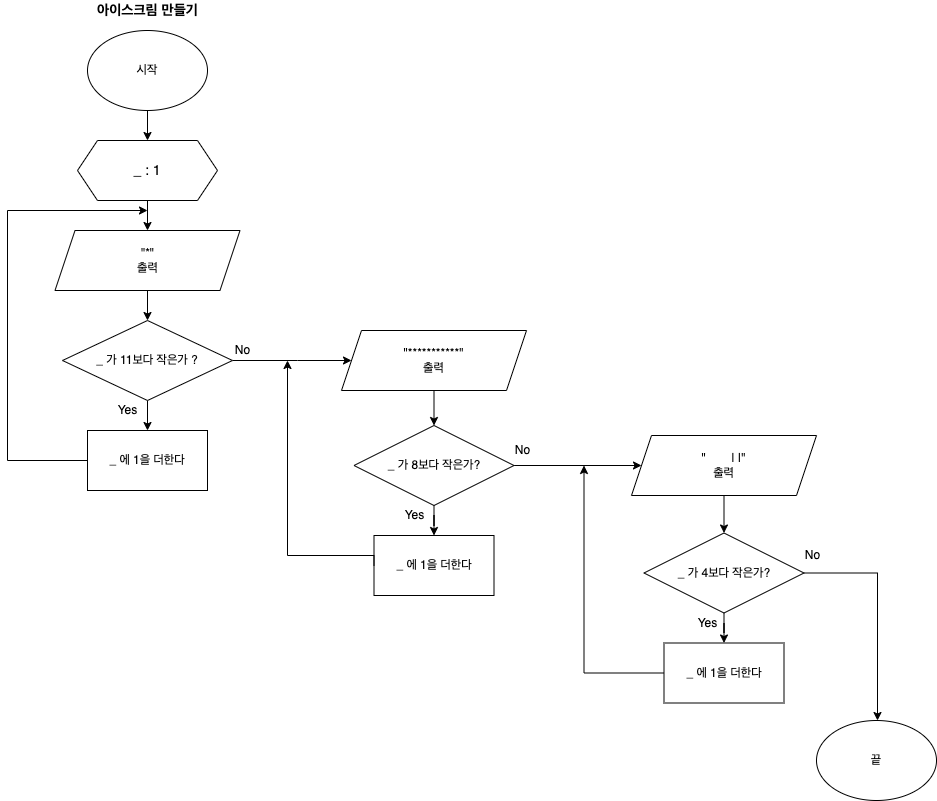 아이스크림 만들기
시작
_ : 1
"*"
출력
_ 가 11보다 작은가 ?
No
Yes
_ 에 1을 더한다
"***********"
출력
_ 가 8보다 작은가?
No
Yes
_ 에 1을 더한다
"    | |"
출력
_ 가 4보다 작은가?
No
Yes
_ 에 1을 더한다
끝